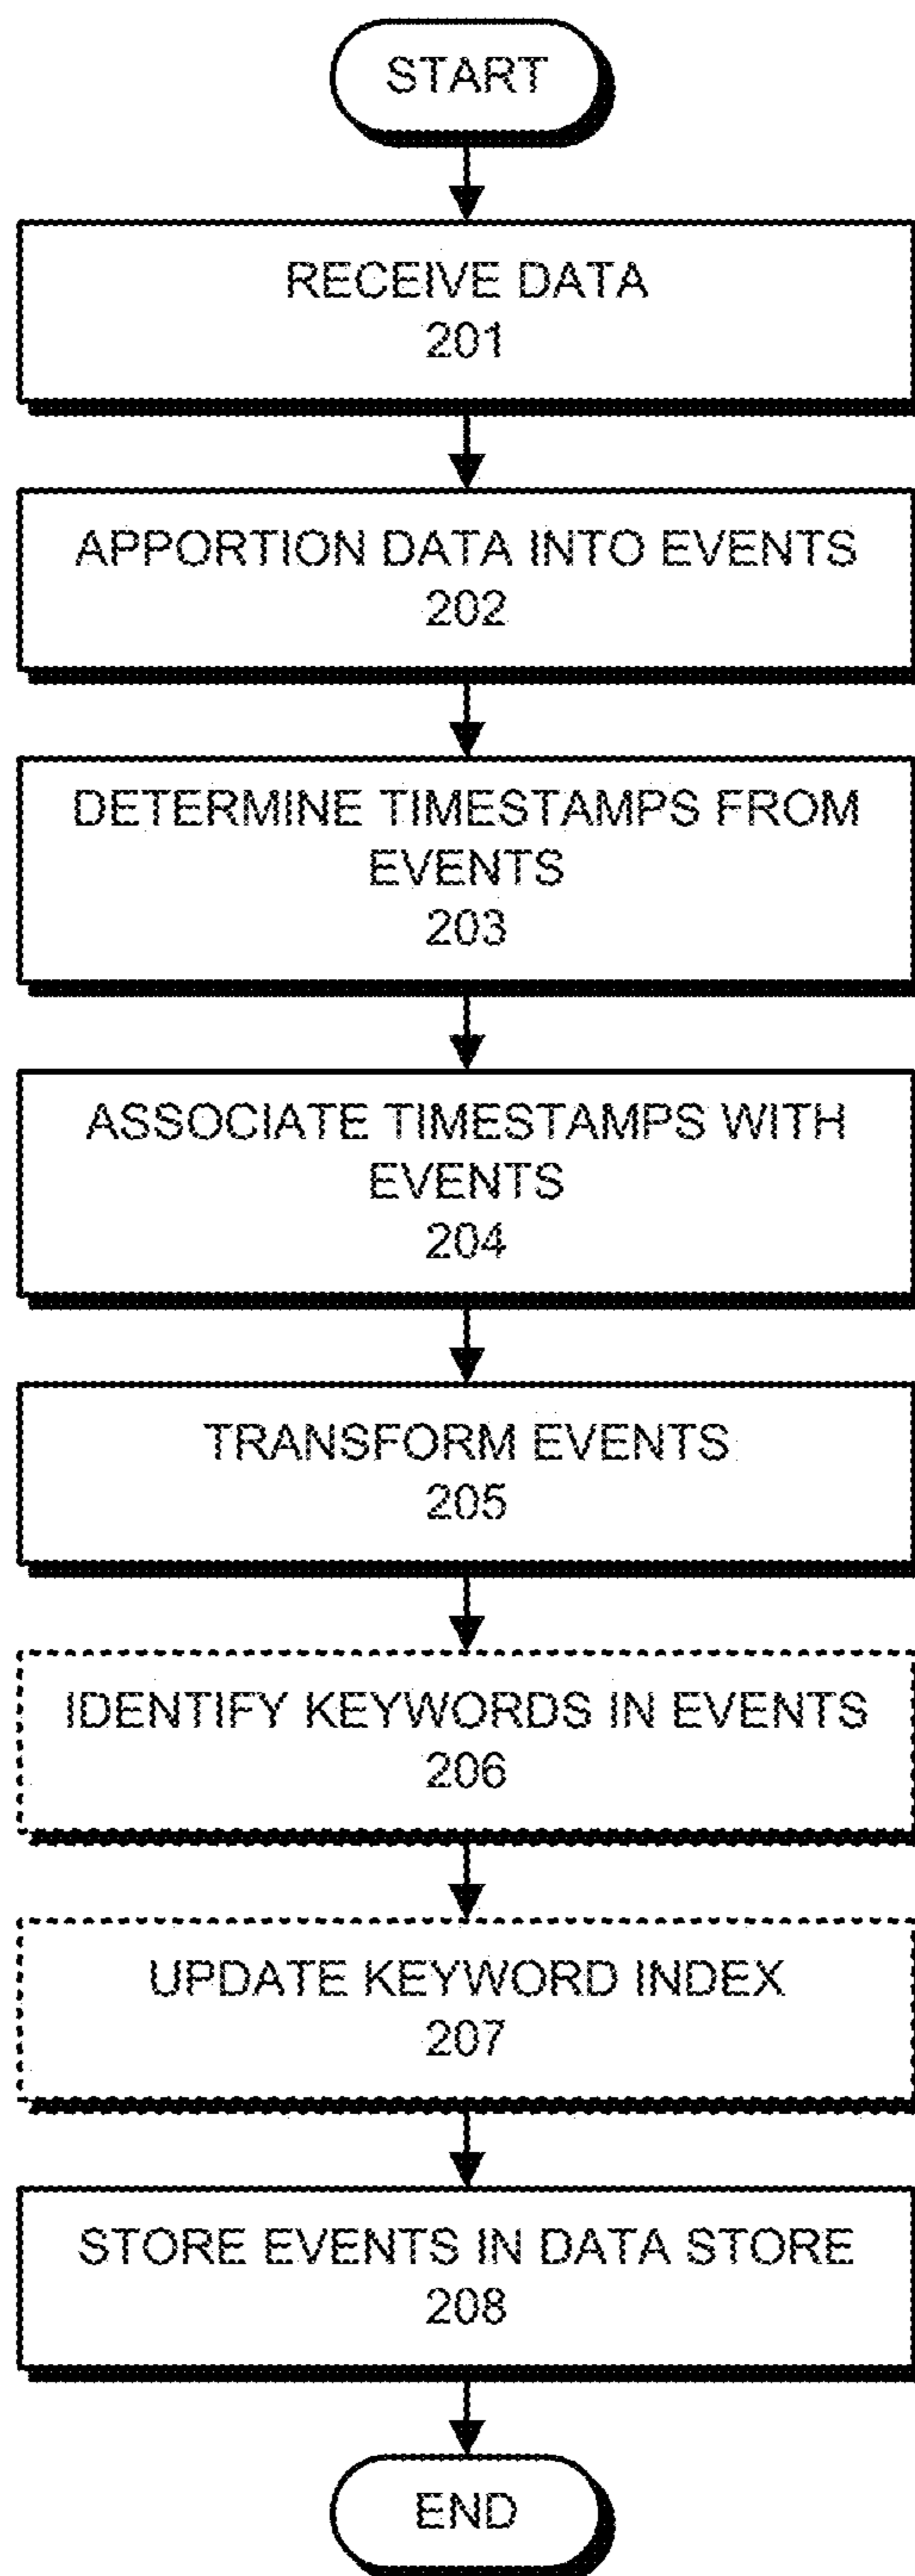 START
RECEIVE DATA
201
APPORTION DATA INTO EVENTS
202
DETERMINE TIMESTAMPS FROM
EVENTS
203
ASSOCIATE TIMESTAMPS WITH
EVENTS
204
TRANSFORM EVENTS
205
IDENTIFY KEYWORDS IN EVENTS
206
UPDATE KEYWORD INDEX
207
STORE EVENTS IN DATA STORE
208
END